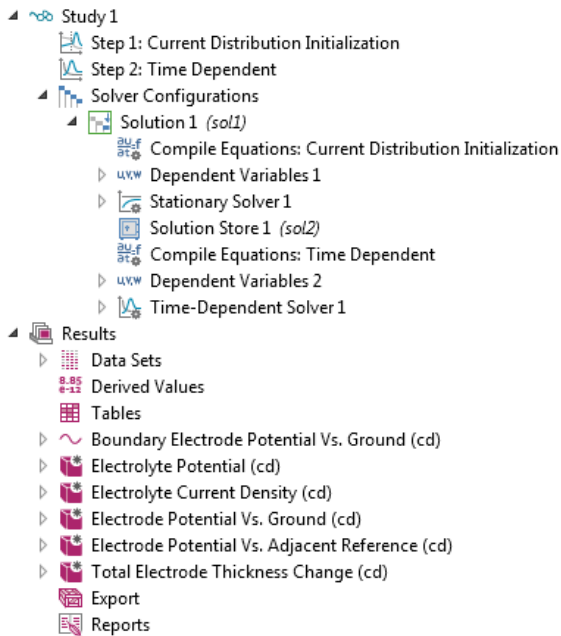 Study 1
Step 1: Current Distribution Initialization
Step 2: Time Dependent
Solver Configurations
Solution 1 (sol1)
Compile Equations: Current Distribution Initialization
u,v,w Dependent Variables 1
Stationary Solver 1
Solution Store 1 (sol2)
Compile Equations: Time Dependent
u,v,w Dependent Variables 2
Time-Dependent Solver 1
Results
Data Sets
8.85 e-12 Derived Values
Tables
Boundary Electrode Potential Vs. Ground (cd)
Electrolyte Potential (cd)
Electrolyte Current Density (cd)
Electrode Potential Vs. Ground (cd)
Electrode Potential Vs. Adjacent Reference (cd)
Total Electrode Thickness Change (cd)
Export
Reports